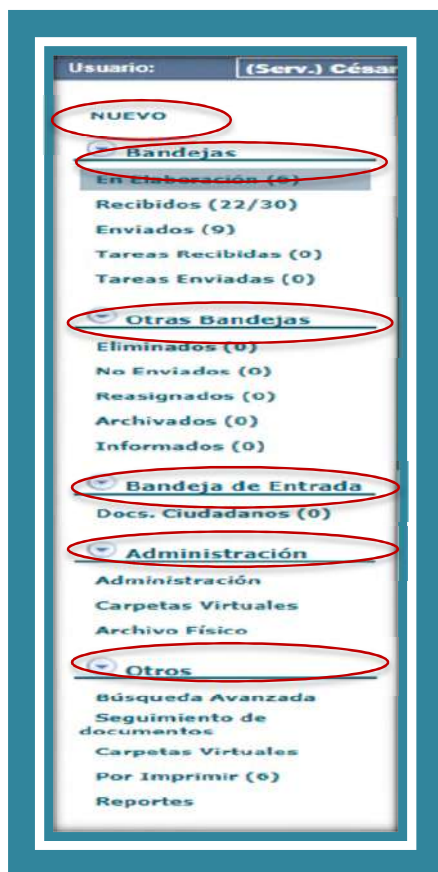 Usuario: (Serv.) César
NUEVO
Bandejas
En Elaboración (6)
Recibidos (22/30)
Enviados (9)
Tareas Recibidas (0)
Tareas Enviadas (0)
Otras Bandejas
Eliminados (0)
No Enviados (0)
Reasignados (0)
Archivados (0)
Informados (0)
Bandeja de Entrada
Docs. Ciudadanos (0)
Administración
Administración
Carpetas Virtuales
Archivo Físico
Otros
Búsqueda Avanzada
Seguimiento de
documentos
Carpetas Virtuales
Por Imprimir (6)
Reportes